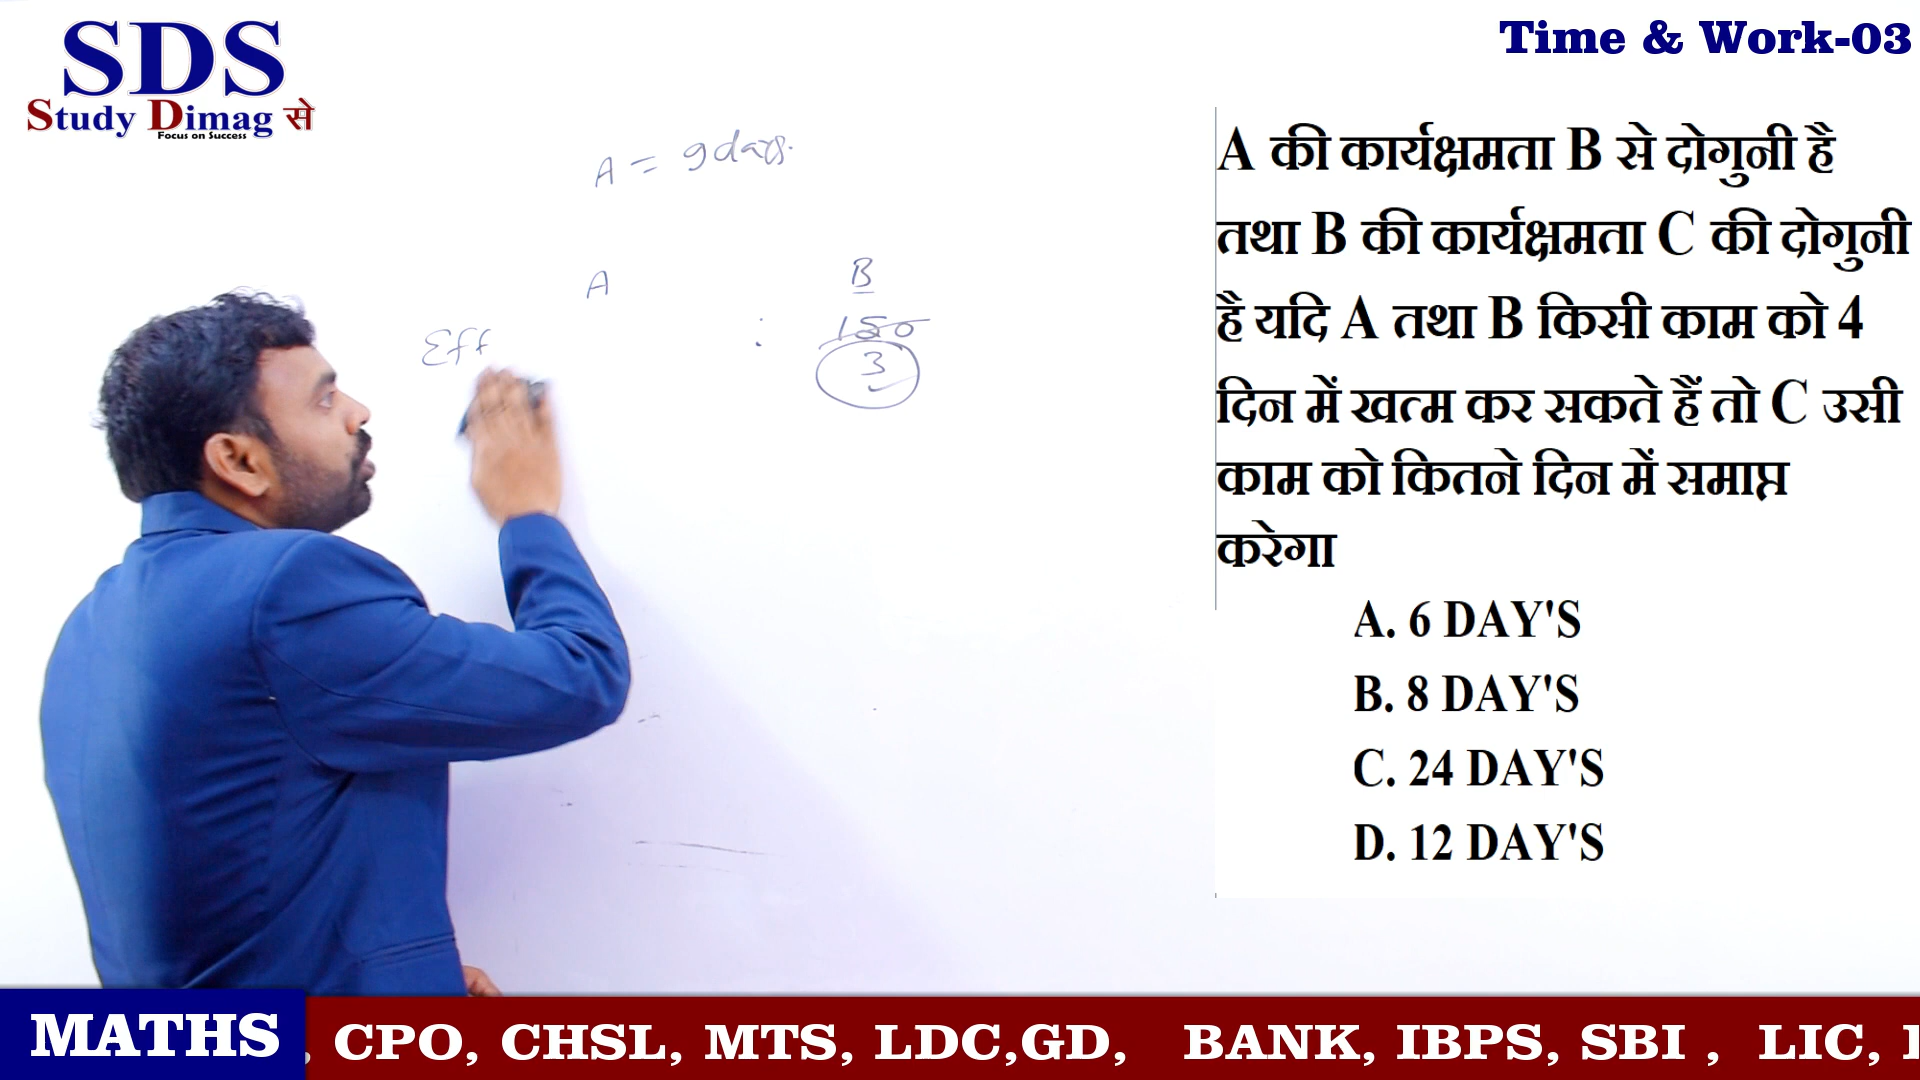 SDS
Study Dimag से
Focus on Success
Time & Work-03
A = 9 days.
A : B
Eff
150
3
A की कार्यक्षमता B से दोगुनी है
तथा B की कार्यक्षमता C की दोगुनी
है यदि A तथा B किसी काम को 4
दिन में खत्म कर सकते हैं तो C उसी
काम को कितने दिन में समाप्त
करेगा
A. 6 DAY'S
B. 8 DAY'S
C. 24 DAY'S
D. 12 DAY'S
MATHS
, CPO, CHSL, MTS, LDC,GD, BANK, IBPS, SBI , LIC,